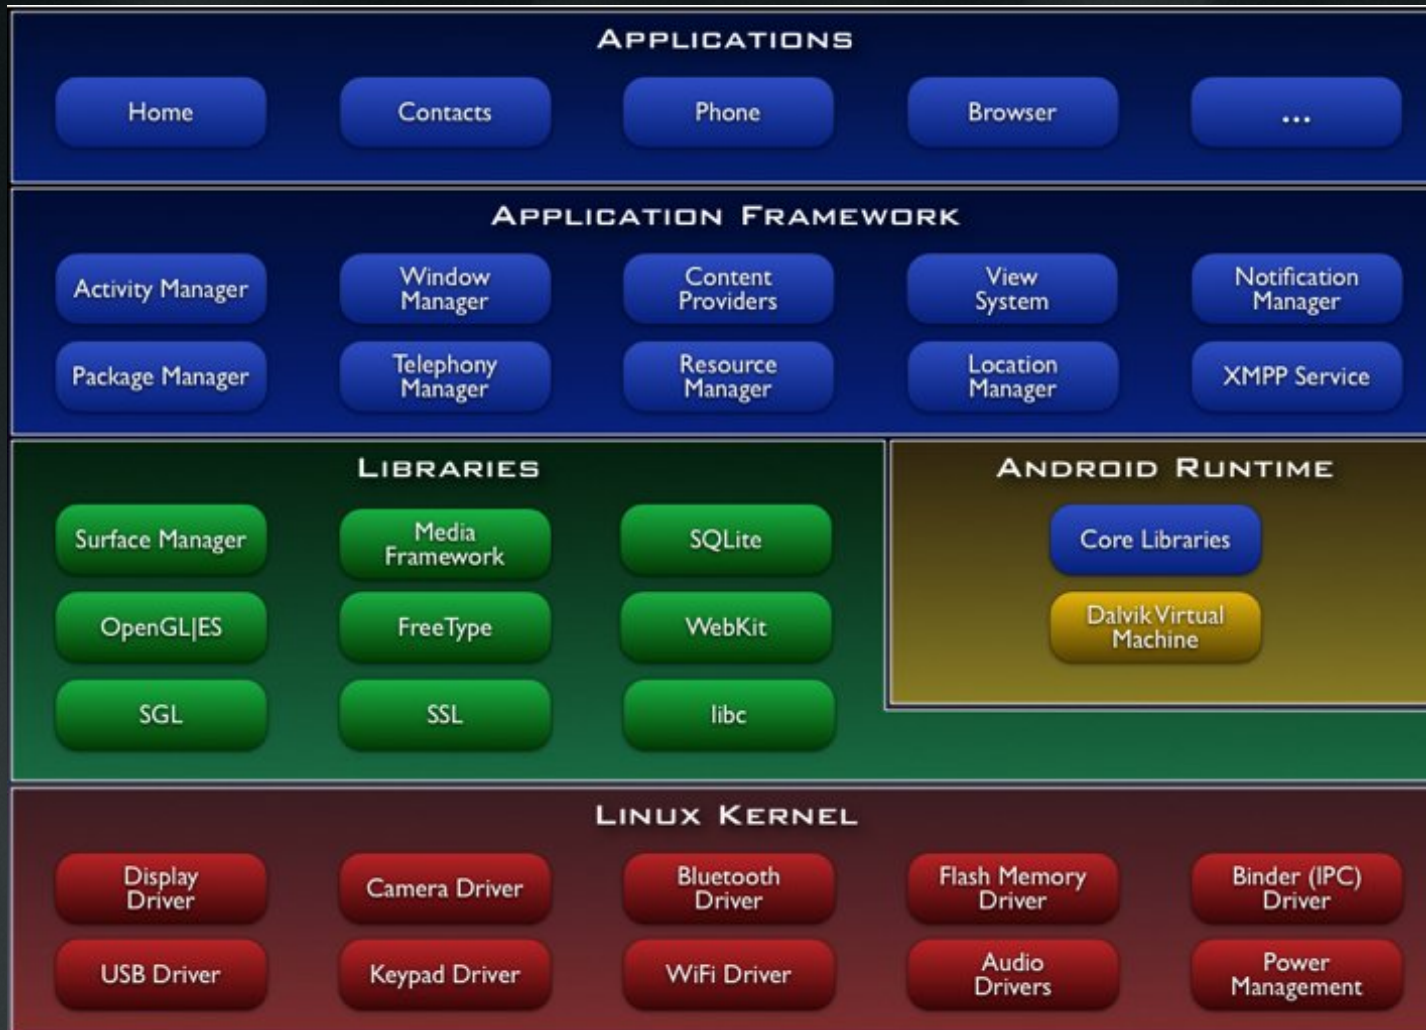 APPLICATIONS
Home
Contacts
Phone
Browser
...
APPLICATION FRAMEWORK
Activity Manager
Window
Manager
Content
Providers
View
System
Notification
Manager
Package Manager
Telephony
Manager
Resource
Manager
Location
Manager
XMPP Service
LIBRARIES
Surface Manager
Media
Framework
SQLite
OpenGL|ES
FreeType
WebKit
SGL
SSL
libc
ANDROID RUNTIME
Core Libraries
Dalvik Virtual
Machine
LINUX KERNEL
Display
Driver
Camera Driver
Bluetooth
Driver
Flash Memory
Driver
Binder (IPC)
Driver
USB Driver
Keypad Driver
WiFi Driver
Audio
Drivers
Power
Management